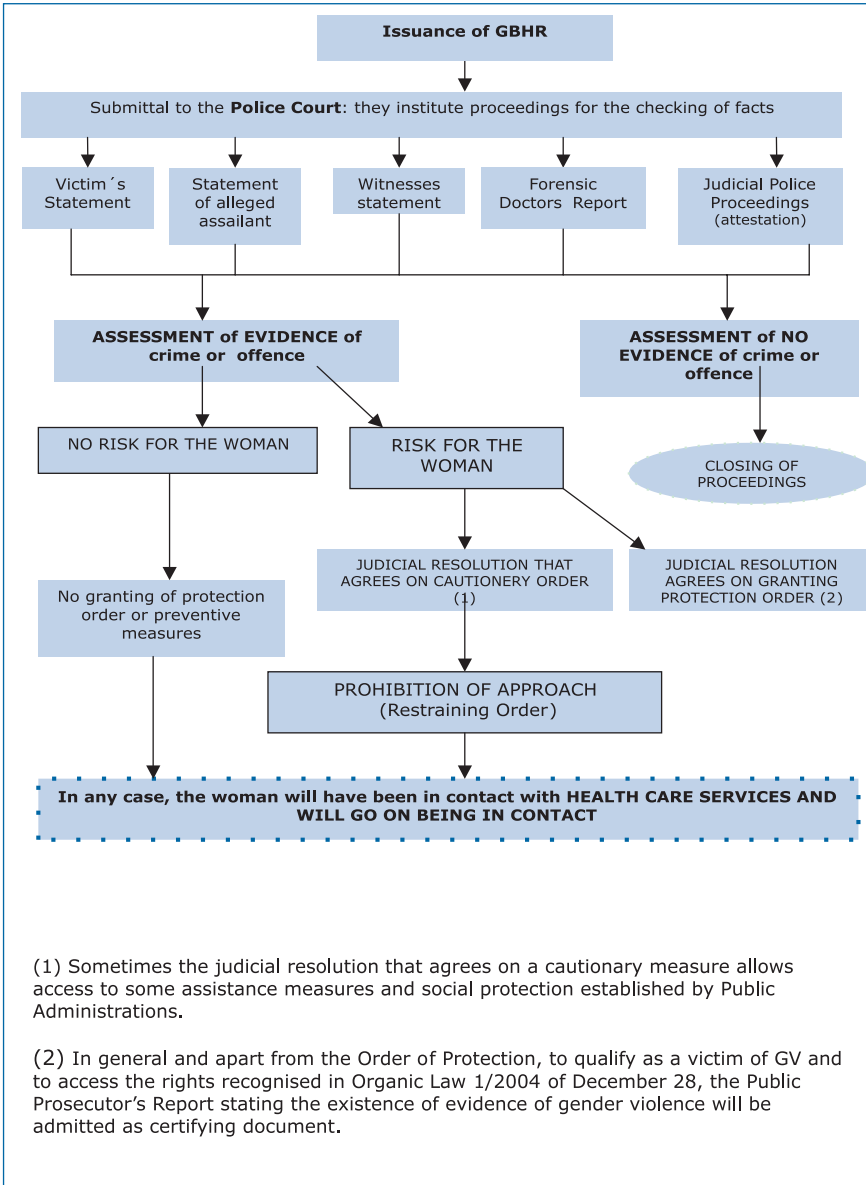 Issuance of GBHR
Submittal to the Police Court: they institute proceedings for the checking of facts
Victim´s
Statement
Statement
of alleged
assailant
Witnesses
statement
Forensic
Doctors Report
Judicial Police
Proceedings
(attestation)
ASSESSMENT of EVIDENCE of
crime or offence
ASSESSMENT of NO
EVIDENCE of crime or
offence
NO RISK FOR THE WOMAN
RISK FOR THE
WOMAN
CLOSING OF
PROCEEDINGS
JUDICIAL RESOLUTION THAT
AGREES ON CAUTIONERY ORDER
(1)
JUDICIAL RESOLUTION
AGREES ON GRANTING
PROTECTION ORDER (2)
No granting of protection
order or preventive
measures
PROHIBITION OF APPROACH
(Restraining Order)
In any case, the woman will have been in contact with HEALTH CARE SERVICES AND
WILL GO ON BEING IN CONTACT
(1) Sometimes the judicial resolution that agrees on a cautionary measure allows
access to some assistance measures and social protection established by Public
Administrations.
(2) In general and apart from the Order of Protection, to qualify as a victim of GV and
to access the rights recognised in Organic Law 1/2004 of December 28, the Public
Prosecutor's Report stating the existence of evidence of gender violence will be
admitted as certifying document.